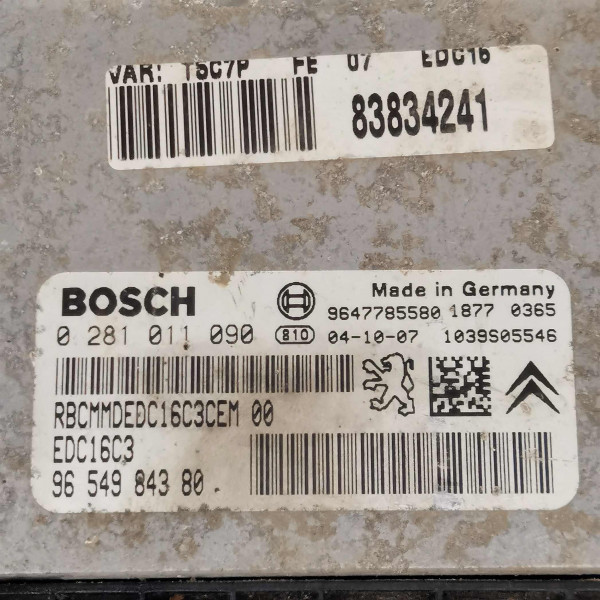 VAR: T5C7P FE 07 EDC16
83834241
BOSCH
Made in Germany
9647785580 1877 0365
0 281 011 090 810 04-10-07 1039S05546
RBCMMDEDC16C3CEM 00
EDC16C3
96 549 843 80